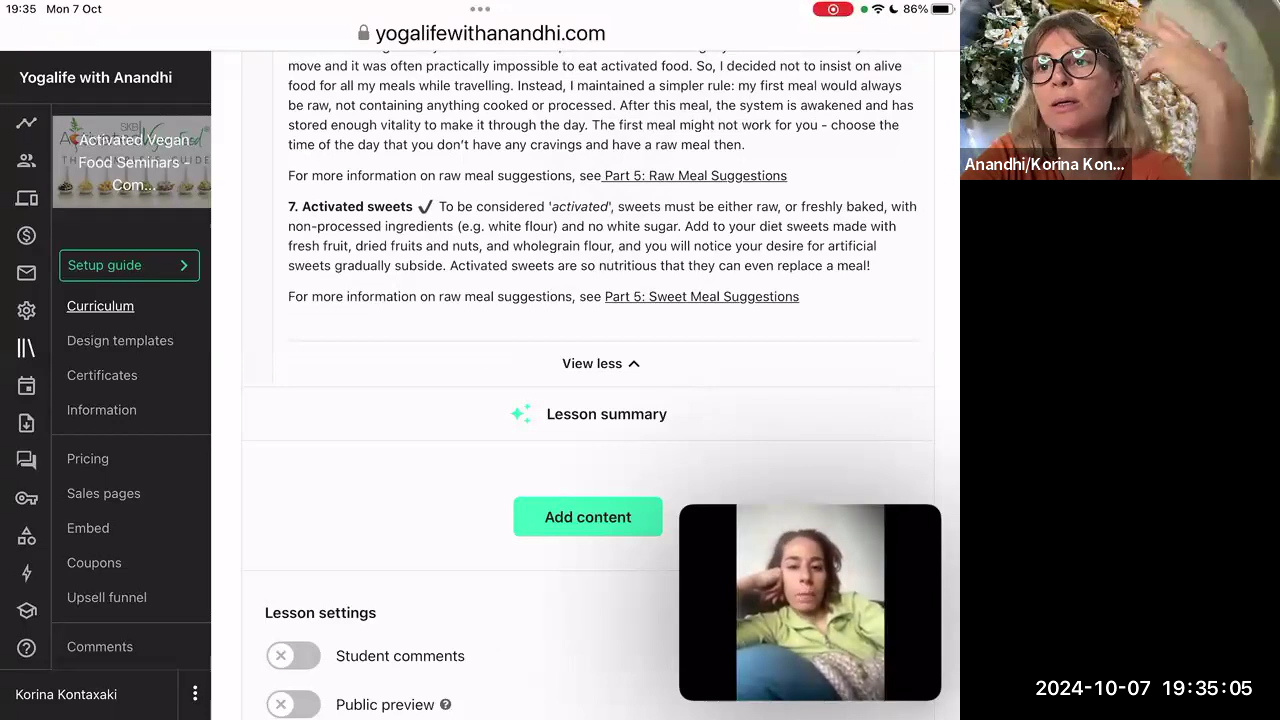 19:35 Mon 7 Oct
86%
yogalifewithanandhi.com
Yogalife with Anandhi
Activated Vegan
Food Seminars -
Com...
Setup guide
Curriculum
Design templates
Certificates
Information
Pricing
Sales pages
Embed
Coupons
Upsell funnel
Comments
Korina Kontaxaki
move and it was often practically impossible to eat activated food. So, I decided not to insist on alive
food for all my meals while travelling. Instead, I maintained a simpler rule: my first meal would always
be raw, not containing anything cooked or processed. After this meal, the system is awakened and has
stored enough vitality to make it through the day. The first meal might not work for you - choose the
time of the day that you don't have any cravings and have a raw meal then.
For more information on raw meal suggestions, see Part 5: Raw Meal Suggestions
7. Activated sweets ✔ To be considered 'activated', sweets must be either raw, or freshly baked, with
non-processed ingredients (e.g. white flour) and no white sugar. Add to your diet sweets made with
fresh fruit, dried fruits and nuts, and wholegrain flour, and you will notice your desire for artificial
sweets gradually subside. Activated sweets are so nutritious that they can even replace a meal!
For more information on raw meal suggestions, see Part 5: Sweet Meal Suggestions
View less
Lesson summary
Add content
Lesson settings
Student comments
Public preview
Anandhi/Korina Kon...
2024-10-07 19:35:05